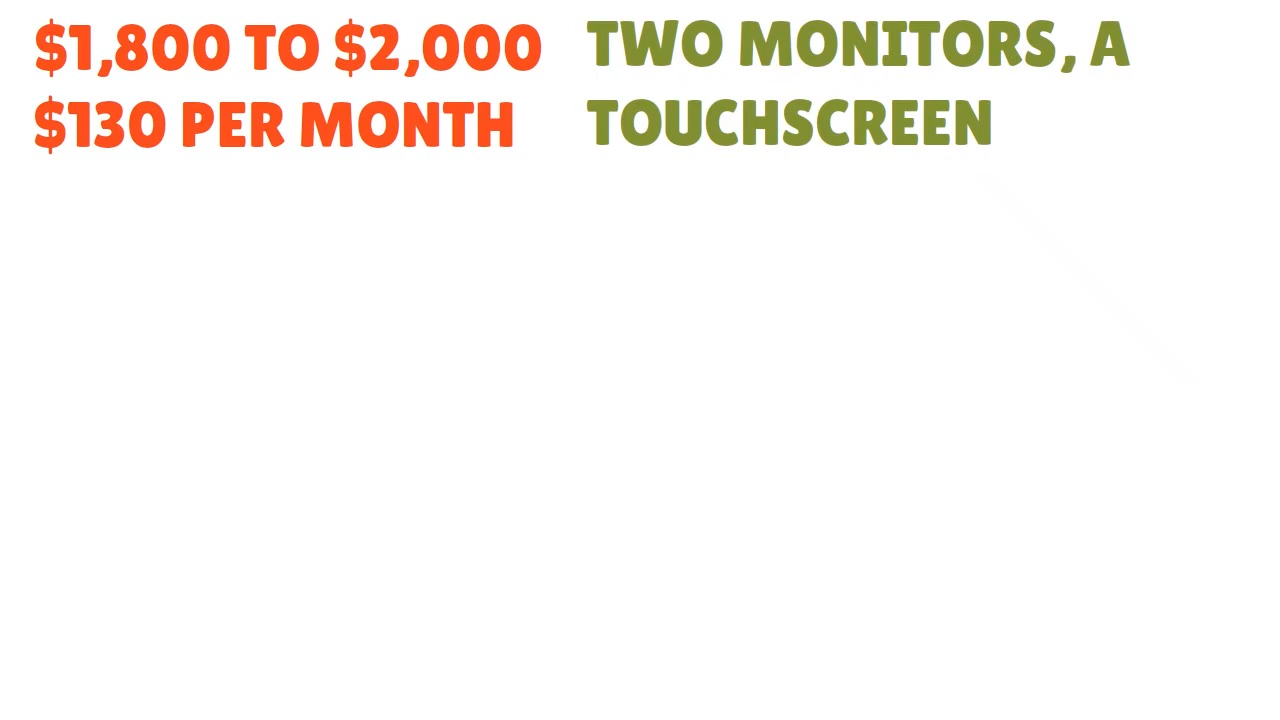 $1,800 TO $2,000
$130 PER MONTH
TWO MONITORS, A
TOUCHSCREEN